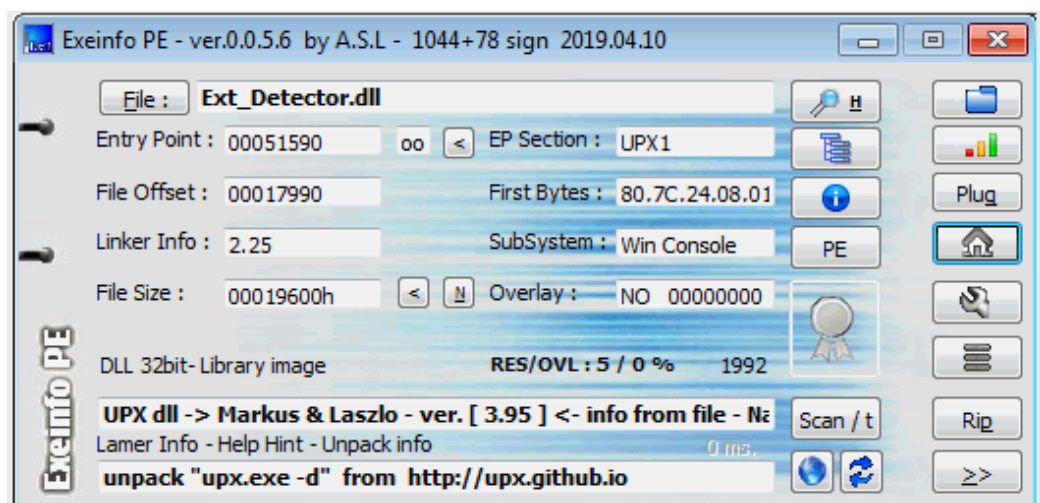 Exeinfo PE - ver.0.0.5.6 by A.S.L - 1044+78 sign 2019.04.10
File : Ext_Detector.dll H
Entry Point : 00051590 oo < EP Section : UPX1
File Offset : 00017990 First Bytes : 80.7C.24.08.01 Plug
Linker Info : 2.25 SubSystem : Win Console PE
File Size : 00019600h < N Overlay : NO 00000000
DLL 32bit- Library image RES/OVL : 5 / 0 % 1992
UPX dll -> Markus & Laszlo - ver. [ 3.95 ] <- info from file - Na Scan / t Rip
Lamer Info - Help Hint - Unpack info 0 ms.
unpack "upx.exe -d" from http://upx.github.io >>
Exeinfo PE